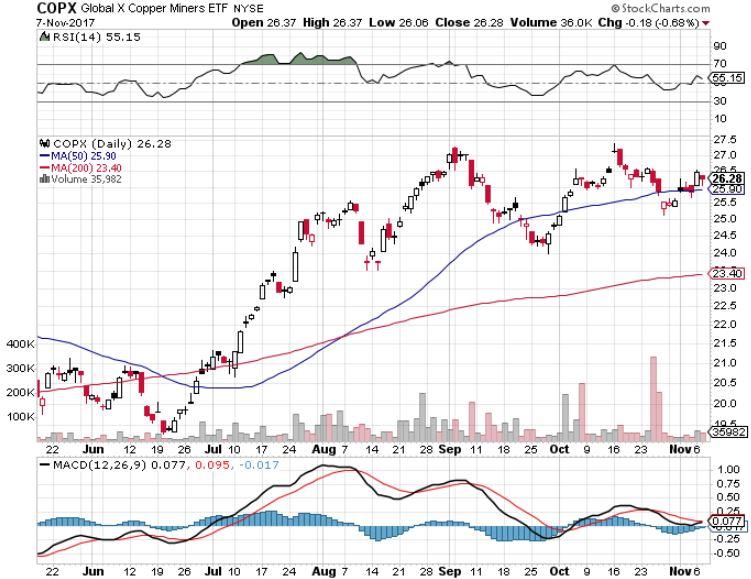 COPX Global X Copper Miners ETF NYSE © StockCharts.com
7-Nov-2017 Open 26.37 High 26.37 Low 26.06 Close 26.28 Volume 36.0K Chg -0.18 (-0.68%)
RSI(14) 55.15
90
70
55.15
30
10
COPX (Daily) 26.28
MA(50) 25.90
MA(200) 23.40
Volume 35,982
27.5
27.0
26.5
26.28
25.90
25.5
25.0
24.5
24.0
23.40
23.0
22.5
22.0
21.5
21.0
20.5
20.0
19.5
400K
300K
200K
100K
35982
22 Jun 12 19 26 Jul 10 17 24 Aug 7 14 21 28 Sep 11 18 25 Oct 9 16 23 Nov 6
MACD(12,26,9) 0.077, 0.095, -0.017
1.00
0.75
0.50
0.25
0.077
-0.25
-0.50
22 Jun 12 19 26 Jul 10 17 24 Aug 7 14 21 28 Sep 11 18 25 Oct 9 16 23 Nov 6